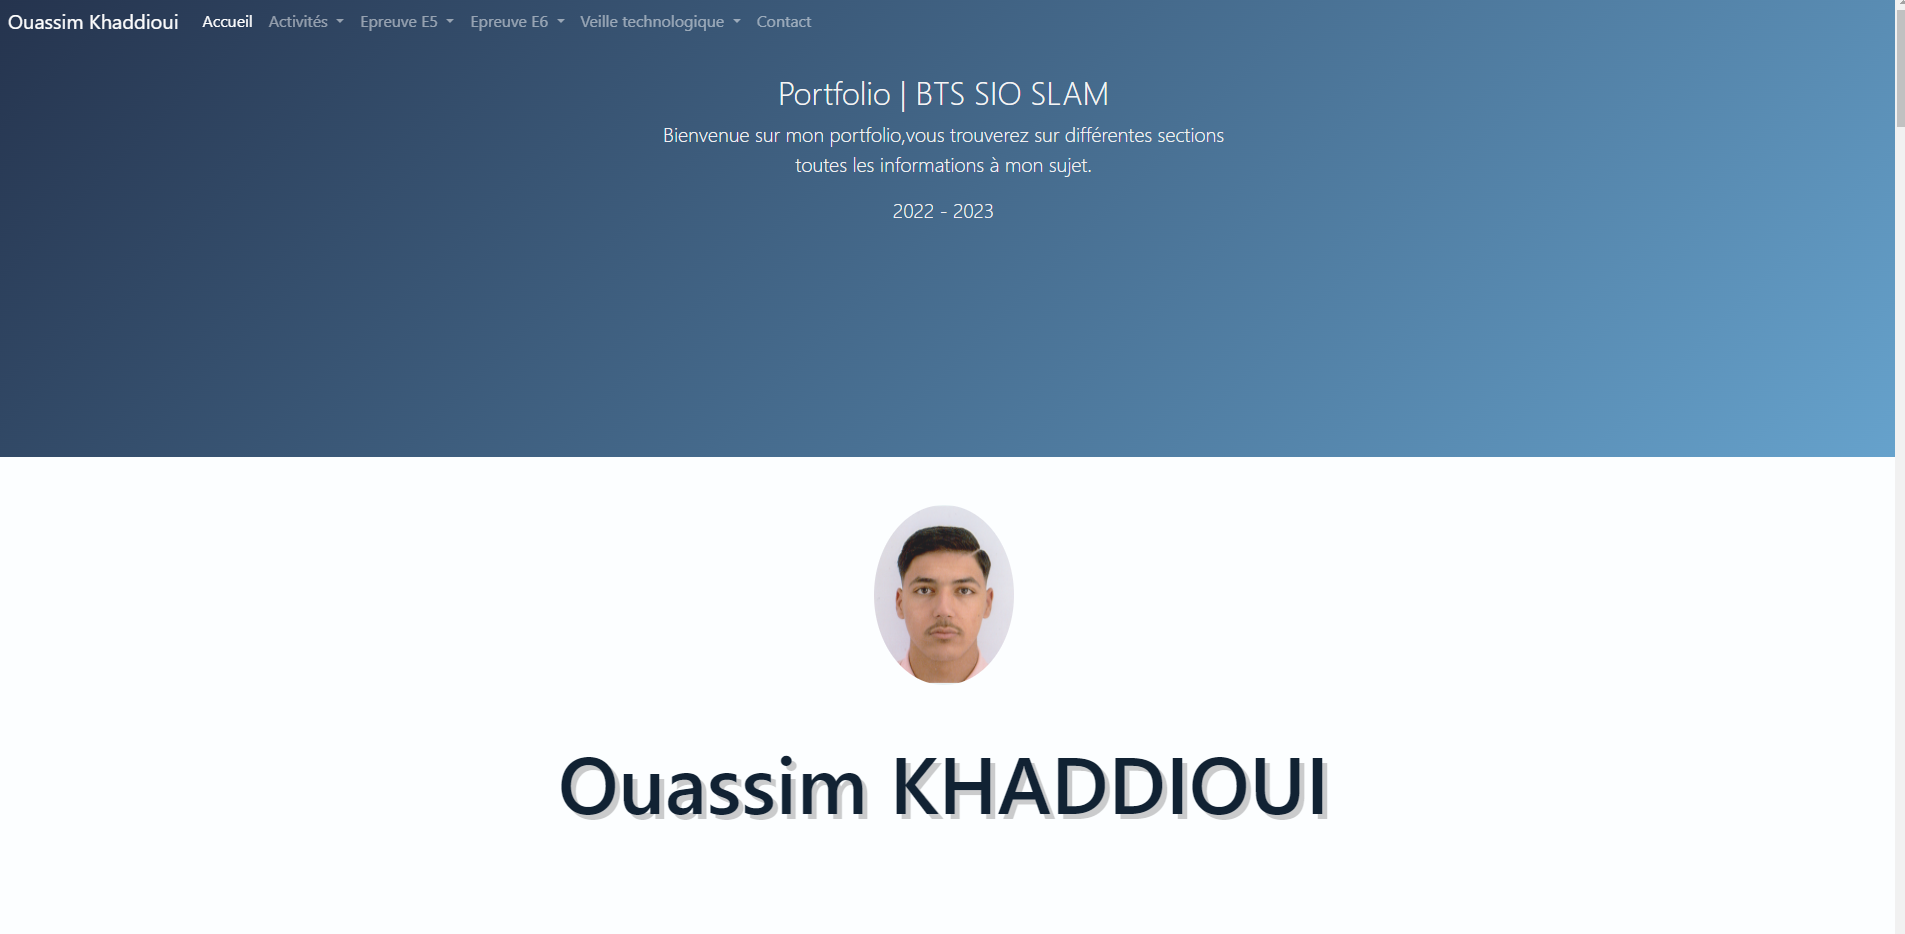 Ouassim Khaddioui Accueil Activités Epreuve E5 Epreuve E6 Veille technologique Contact
Portfolio | BTS SIO SLAM
Bienvenue sur mon portfolio,vous trouverez sur différentes sections
toutes les informations à mon sujet.
2022 - 2023
Ouassim KHADDIOUI